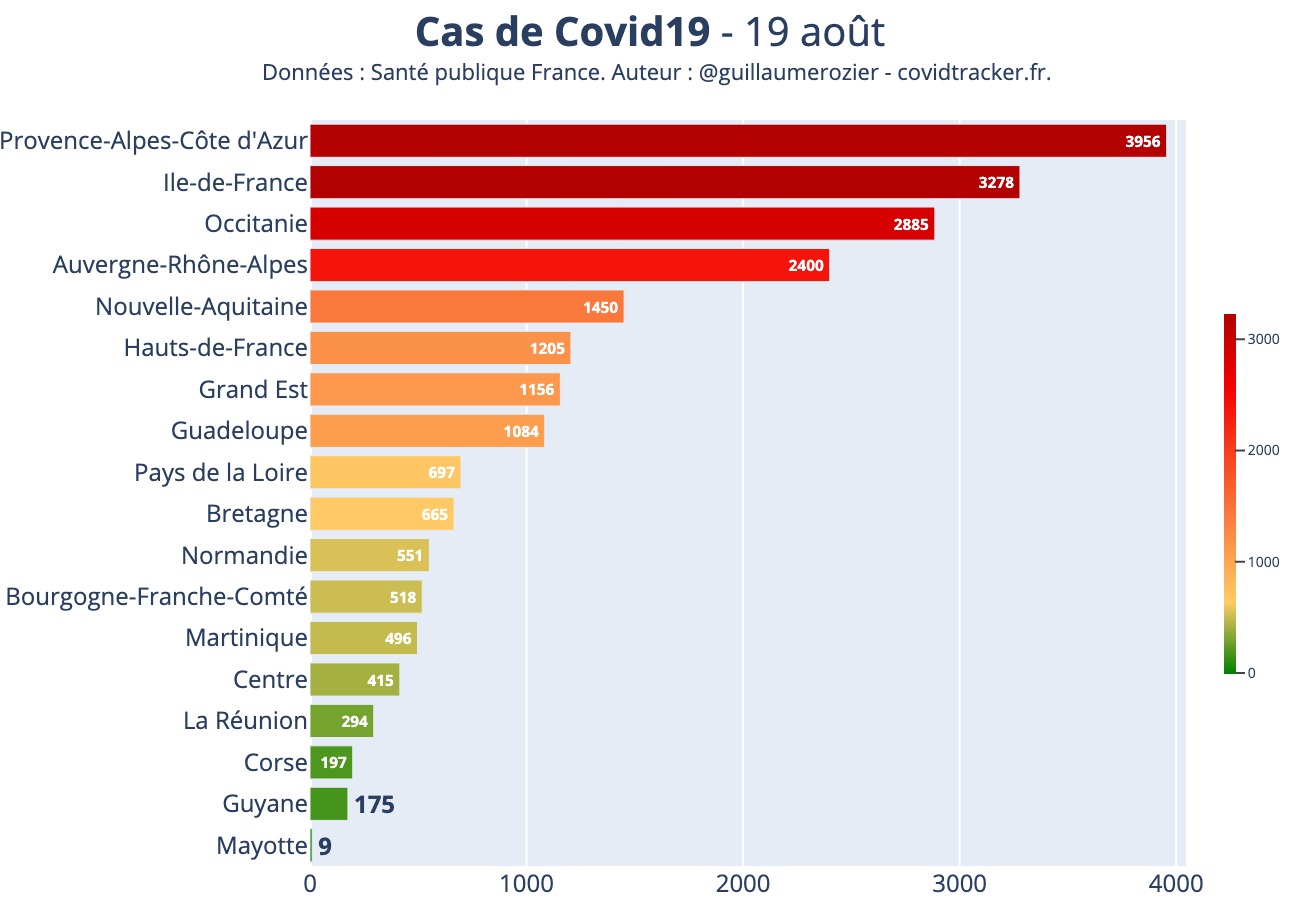 Cas de Covid19 - 19 août
Données : Santé publique France. Auteur : @guillaumerozier - covidtracker.fr.
Provence-Alpes-Côte d'Azur 3956
Ile-de-France 3278
Occitanie 2885
Auvergne-Rhône-Alpes 2400
Nouvelle-Aquitaine 1450
Hauts-de-France 1205
Grand Est 1156
Guadeloupe 1084
Pays de la Loire 697
Bretagne 665
Normandie 551
Bourgogne-Franche-Comté 518
Martinique 496
Centre 415
La Réunion 294
Corse 197
Guyane 175
Mayotte 9
0 1000 2000 3000 4000
3000
2000
1000
0